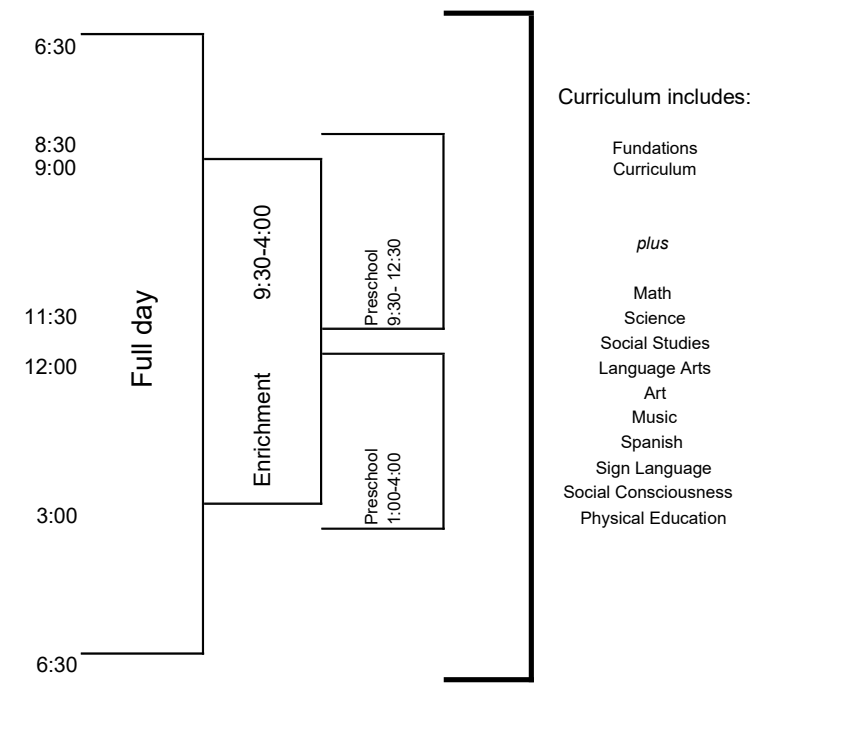 6:30
8:30
9:00
11:30
12:00
3:00
6:30
Full day
Enrichment 9:30-4:00
Preschool
9:30- 12:30
Preschool
1:00-4:00
Curriculum includes:
Fundations
Curriculum
plus
Math
Science
Social Studies
Language Arts
Art
Music
Spanish
Sign Language
Social Consciousness
Physical Education